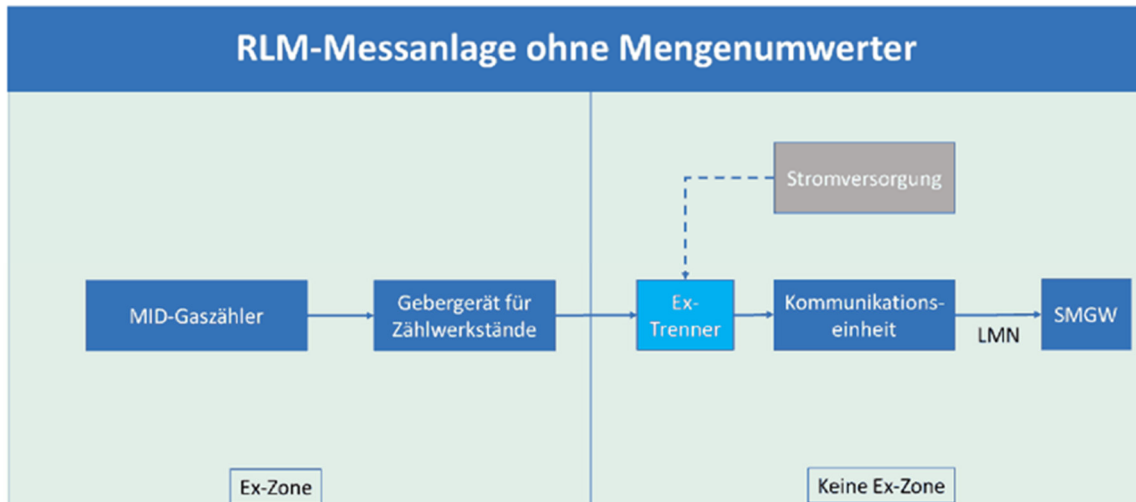 RLM-Messanlage ohne Mengenumwerter
Stromversorgung
MID-Gaszähler
Gebergerät für
Zählwerkstände
Ex-
Trenner
Kommunikations-
einheit
LMN
SMGW
Ex-Zone
Keine Ex-Zone